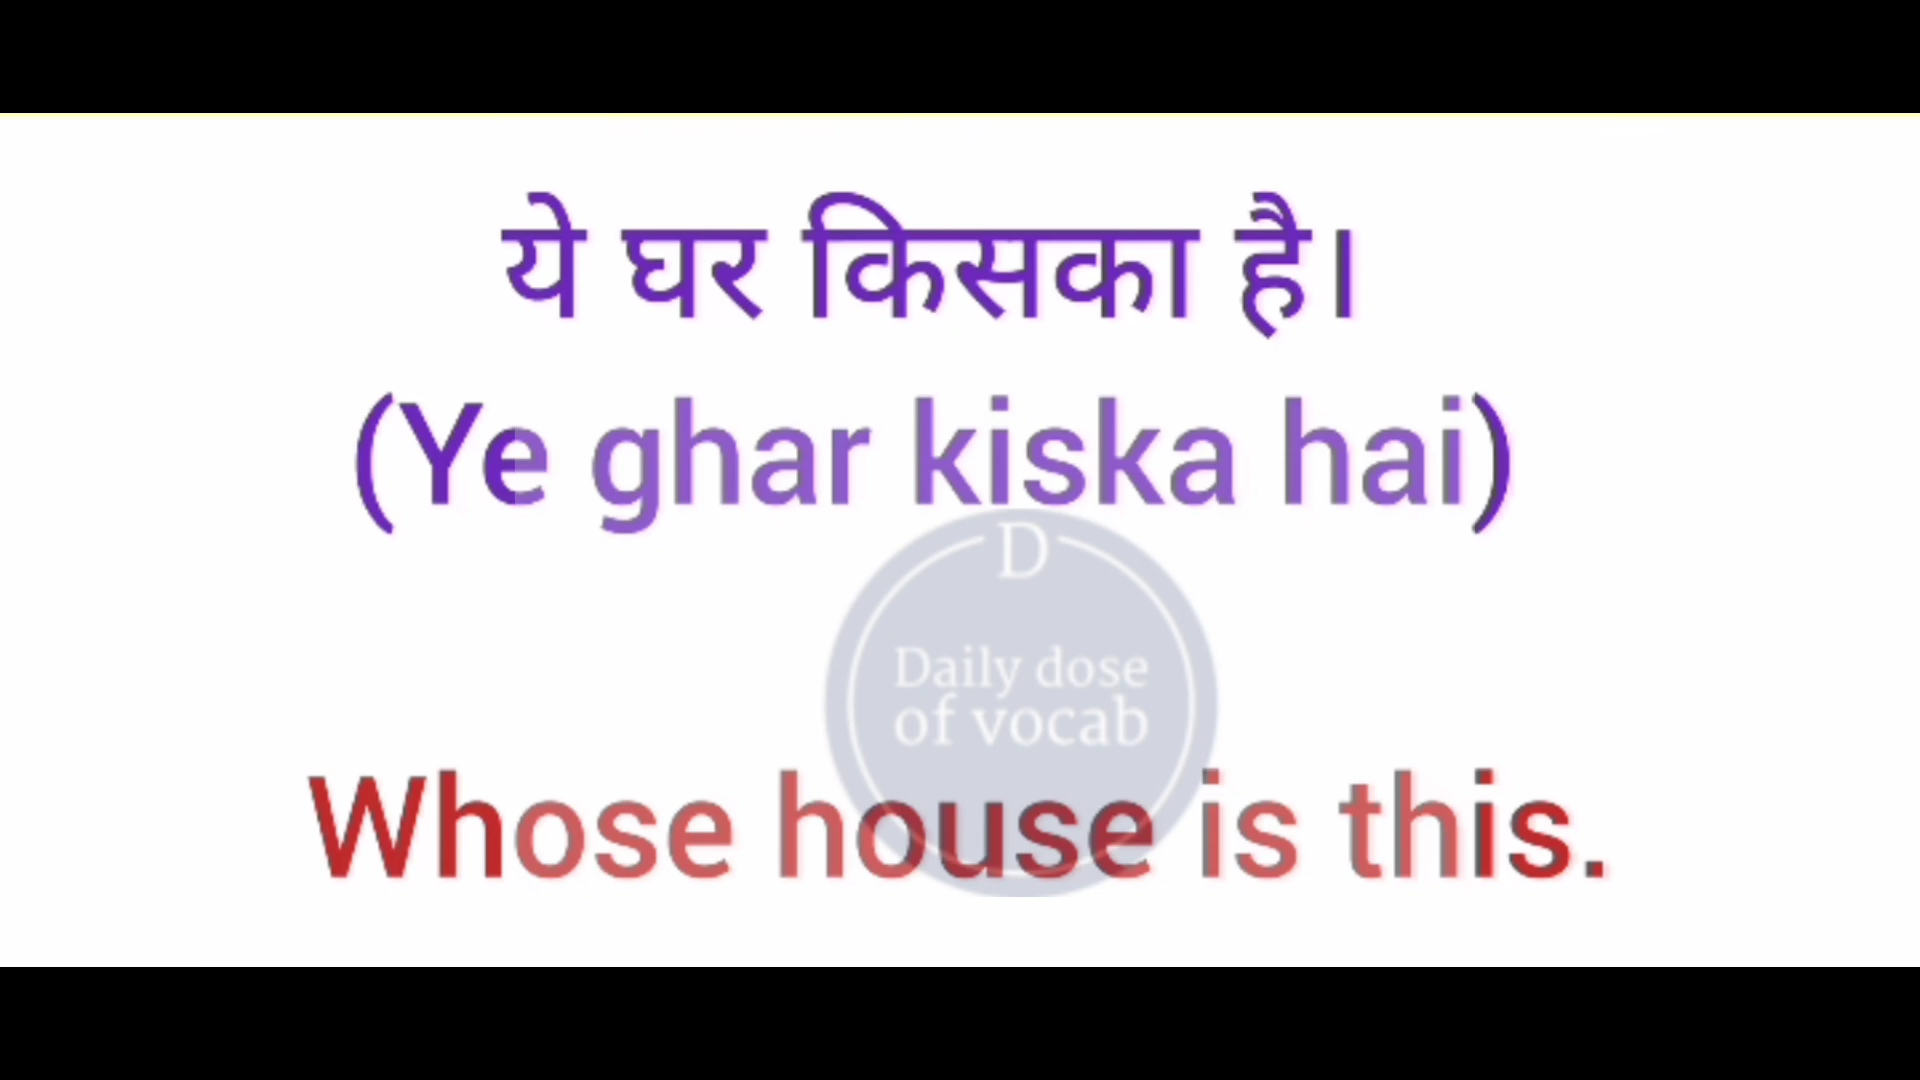 ये घर किसका है।
(Ye ghar kiska hai)
D
Daily dose
of vocab
Whose house is this.